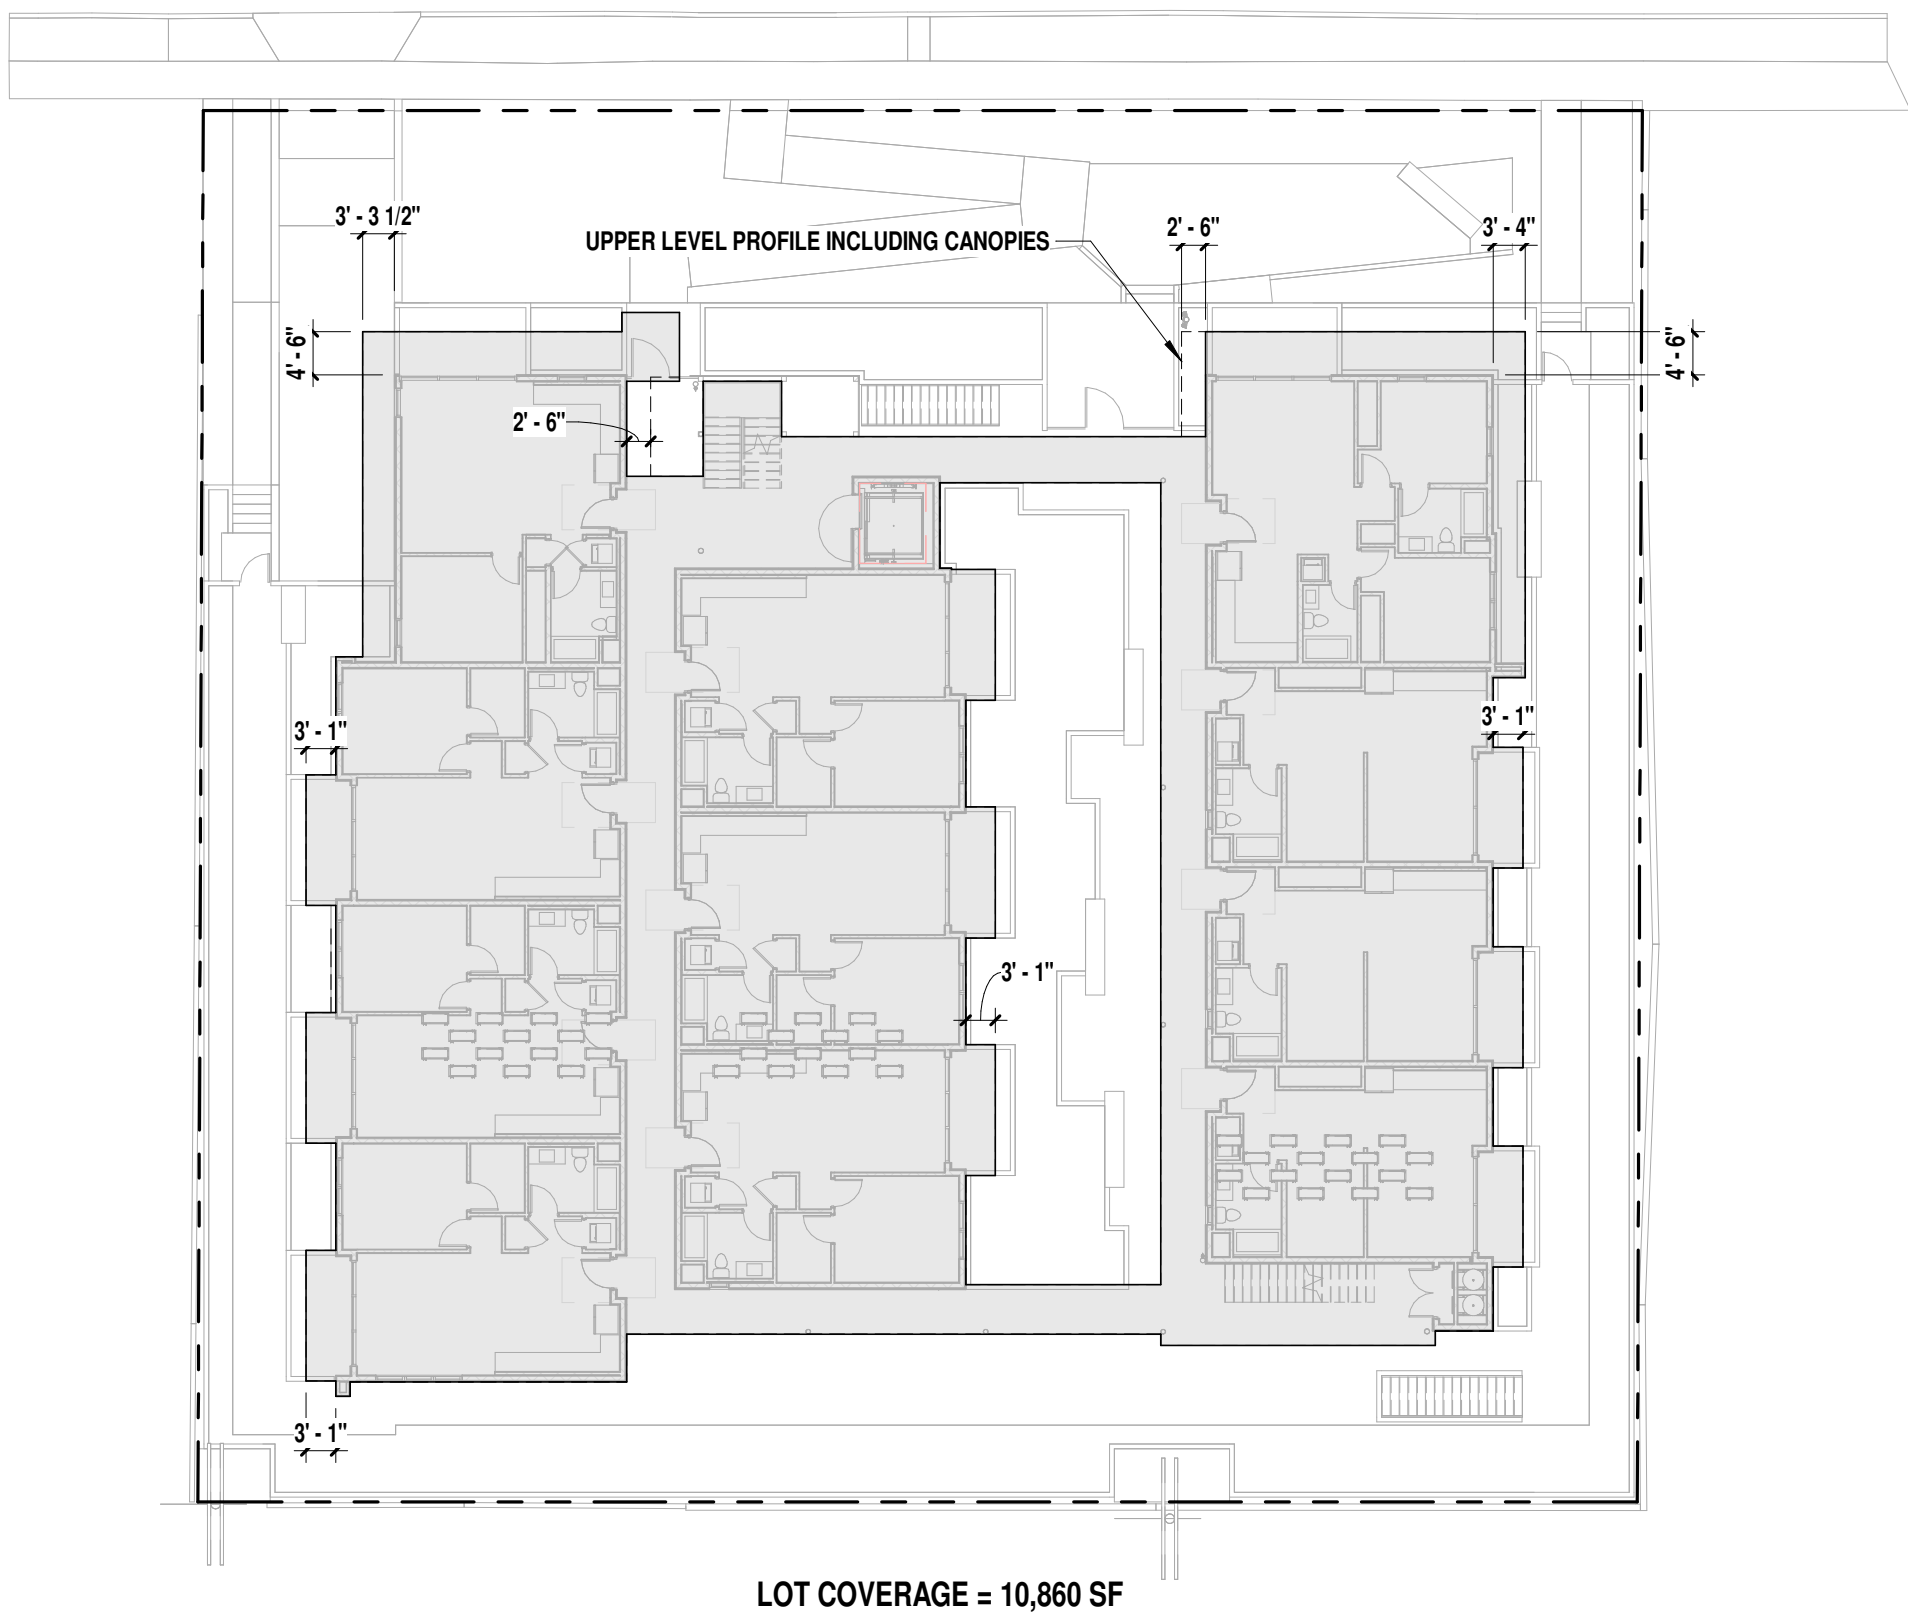 3' - 3 1/2"
2' - 6"
3' - 4"
UPPER LEVEL PROFILE INCLUDING CANOPIES
4' - 6"
4' - 6"
2' - 6"
3' - 1"
3' - 1"
3' - 1"
3' - 1"
LOT COVERAGE = 10,860 SF